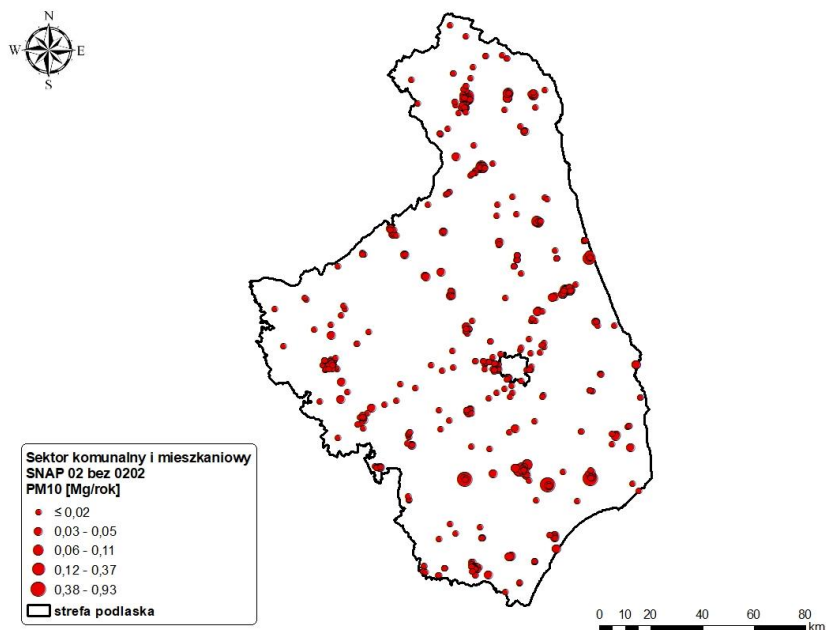 N
W E
S
Sektor komunalny i mieszkaniowy
SNAP 02 bez 0202
PM10 [Mg/rok]
≤ 0,02
0,03 - 0,05
0,06 - 0,11
0,12 - 0,37
0,38 - 0,93
strefa podlaska
0 10 20 40 60 80
km